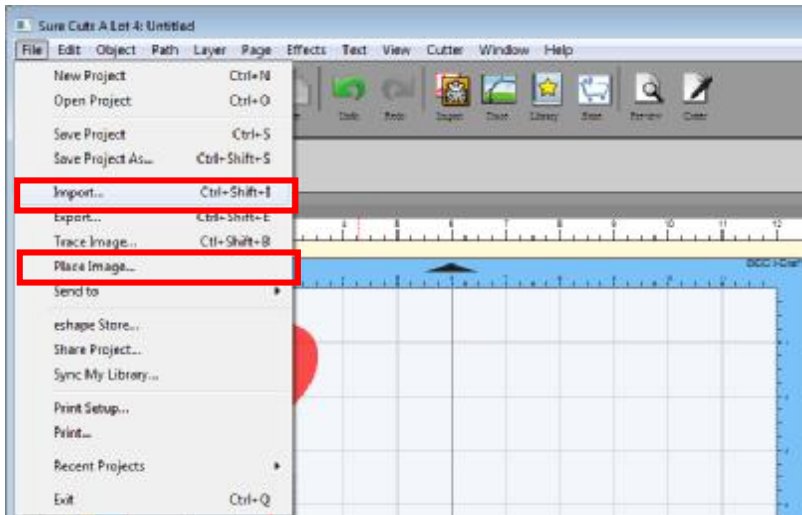 Sure Cuts A Lot 4: Untitled
File Edit Object Path Layer Page Effects Text View Cutter Window Help
New Project Ctrl+N
Open Project Ctrl+O
Save Project Ctrl+S
Save Project As... Ctrl+Shift+S
Import... Ctrl+Shift+I
Export... Ctrl+Shift+E
Trace Image... Ctl+Shift+B
Place Image...
Send to
eshape Store...
Share Project...
Sync My Library...
Print Setup...
Print...
Recent Projects
Exit Ctrl+Q
Undo Redo Import Trace Library Store Preview Cutter